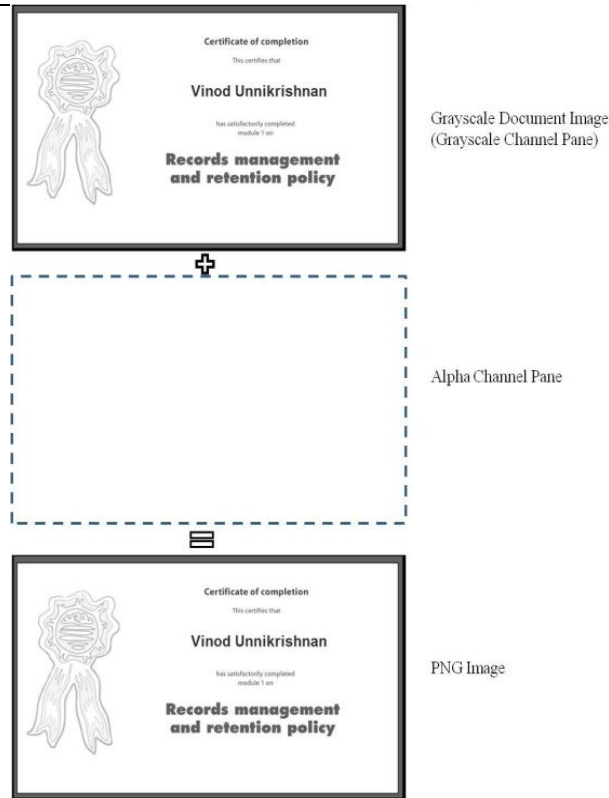 Certificate of completion
This certifies that
Vinod Unnikrishnan
has satisfactorily completed
module 1 on
Records management
and retention policy
Grayscale Document Image
(Grayscale Channel Pane)
Alpha Channel Pane
Certificate of completion
This certifies that
Vinod Unnikrishnan
has satisfactorily completed
module 1 on
Records management
and retention policy
PNG Image